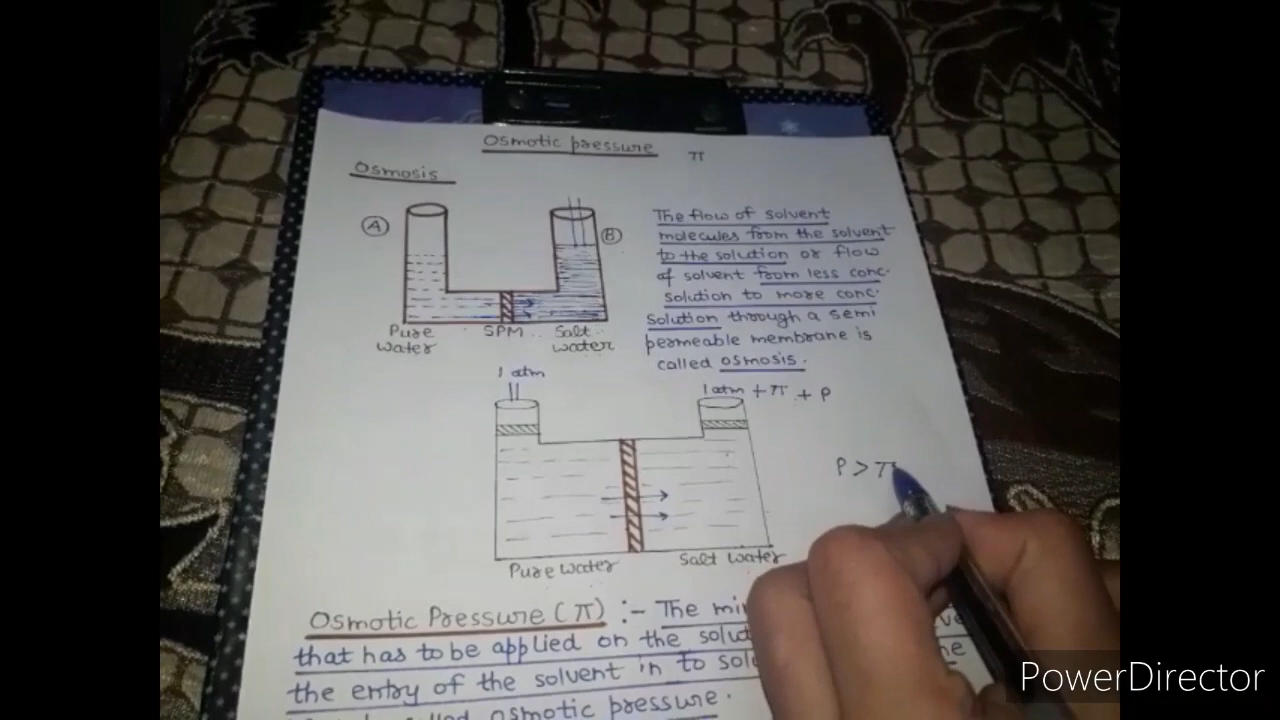 Osmotic pressure π
Osmosis
A
B
The flow of solvent
molecules from the solvent
to the solution or flow
of solvent from less conc.
solution to more conc.
solution through a semi
permeable membrane is
called osmosis.
Pure water
SPM
Salt water
1 atm
1 atm + π + P
P > π
Pure water
Salt water
Osmotic Pressure (π) :- The
that has to be applied on the
the entry of the solvent in to
osmotic pressure.
PowerDirector